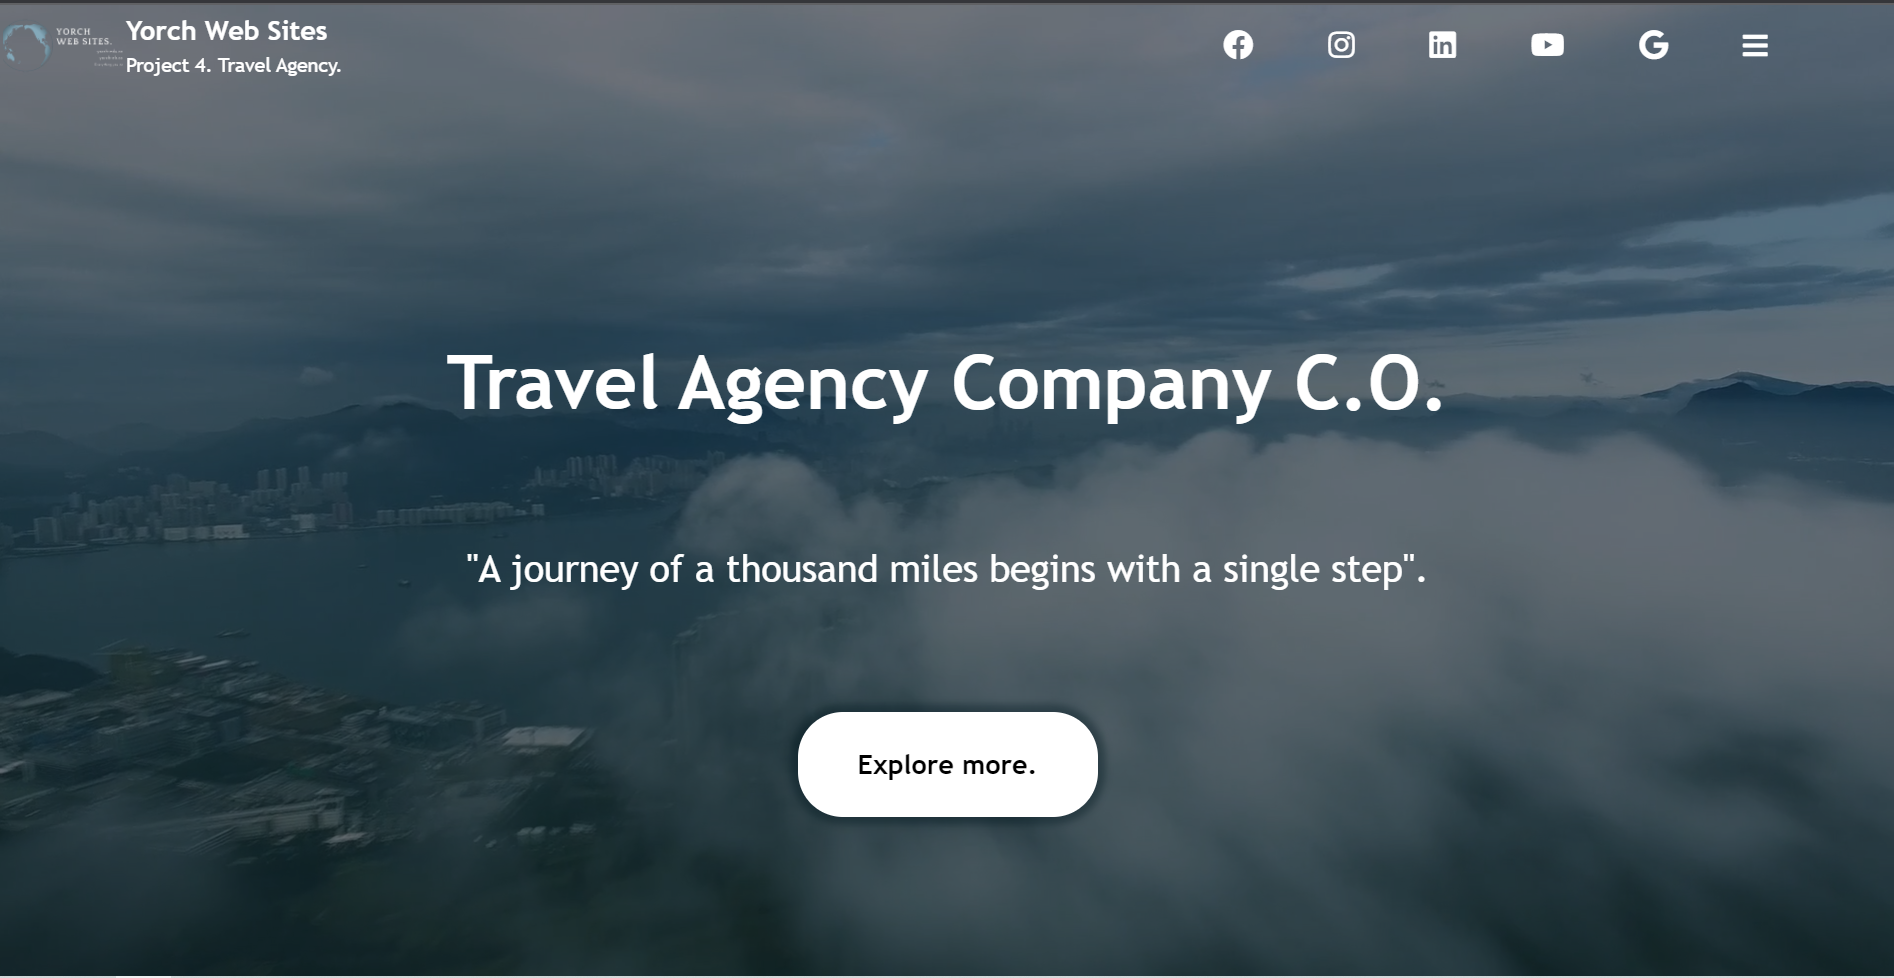 YORCH
WEB SITES.
Yorch Web Sites
Project 4. Travel Agency.
Travel Agency Company C.O.
"A journey of a thousand miles begins with a single step".
Explore more.